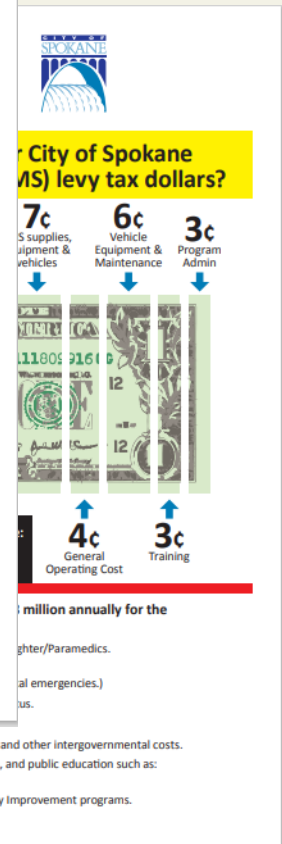 CITY OF
SPOKANE
r City of Spokane
MS) levy tax dollars?
7¢
S supplies,
uipment &
vehicles
6¢
Vehicle
Equipment &
Maintenance
3¢
Program
Admin
12
12
4¢
General
Operating Cost
3¢
Training
million annually for the
ghter/Paramedics.
al emergencies.)
tus.
and other intergovernmental costs.
, and public education such as:
y Improvement programs.